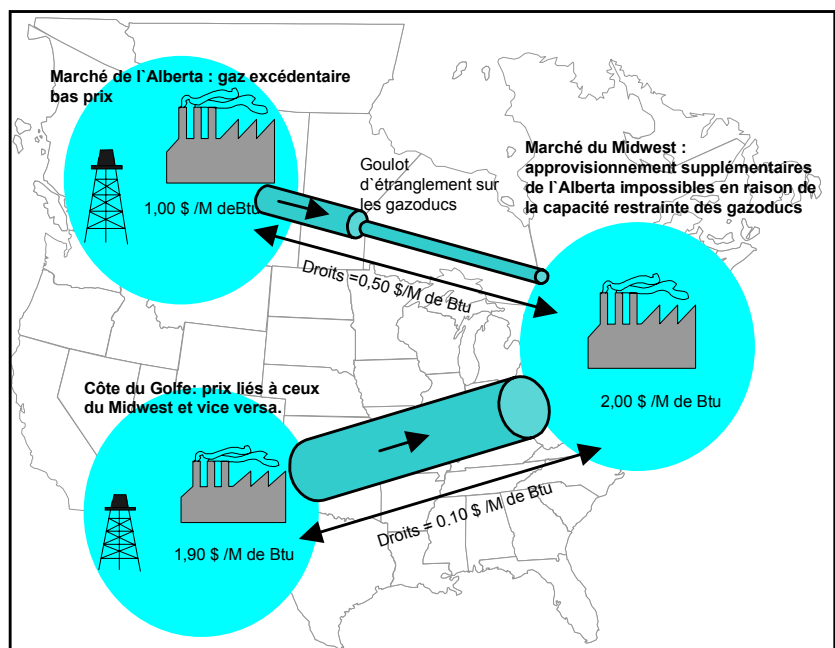 Marché de l`Alberta : gaz excédentaire
bas prix
1,00 $ /M deBtu
Goulot
d`étranglement sur
les gazoducs
Marché du Midwest :
approvisionnement supplémentaires
de l`Alberta impossibles en raison de
la capacité restrainte des gazoducs
Droits =0,50 $/M de Btu
2,00 $ /M de Btu
Côte du Golfe: prix liés à ceux
du Midwest et vice versa.
1,90 $ /M de Btu
Droits = 0.10 $ /M de Btu